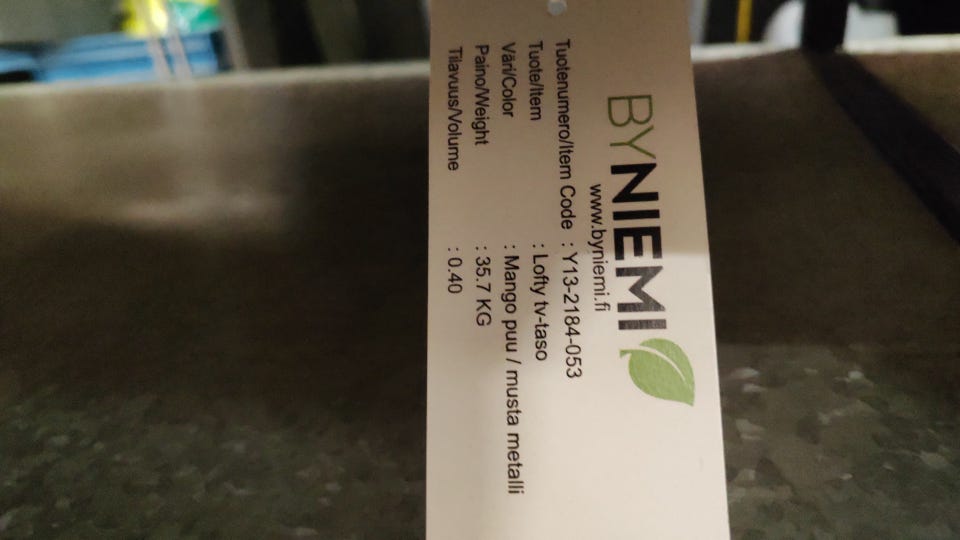 BYNIEMI
www.byniemi.fi
Tuotenumero/Item Code : Y13-2184-053
Tuote/Item : Lofty tv-taso
Väri/Color : Mango puu / musta metalli
Paino/Weight : 35.7 KG
Tilavuus/Volume : 0.40